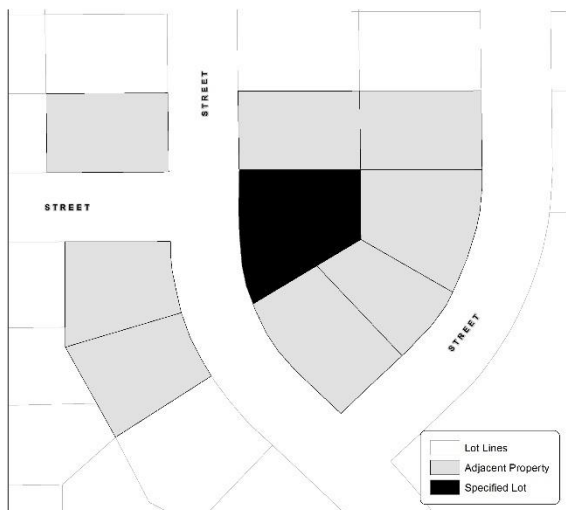 STREET
STREET
STREET
Lot Lines
Adjacent Property
Specified Lot